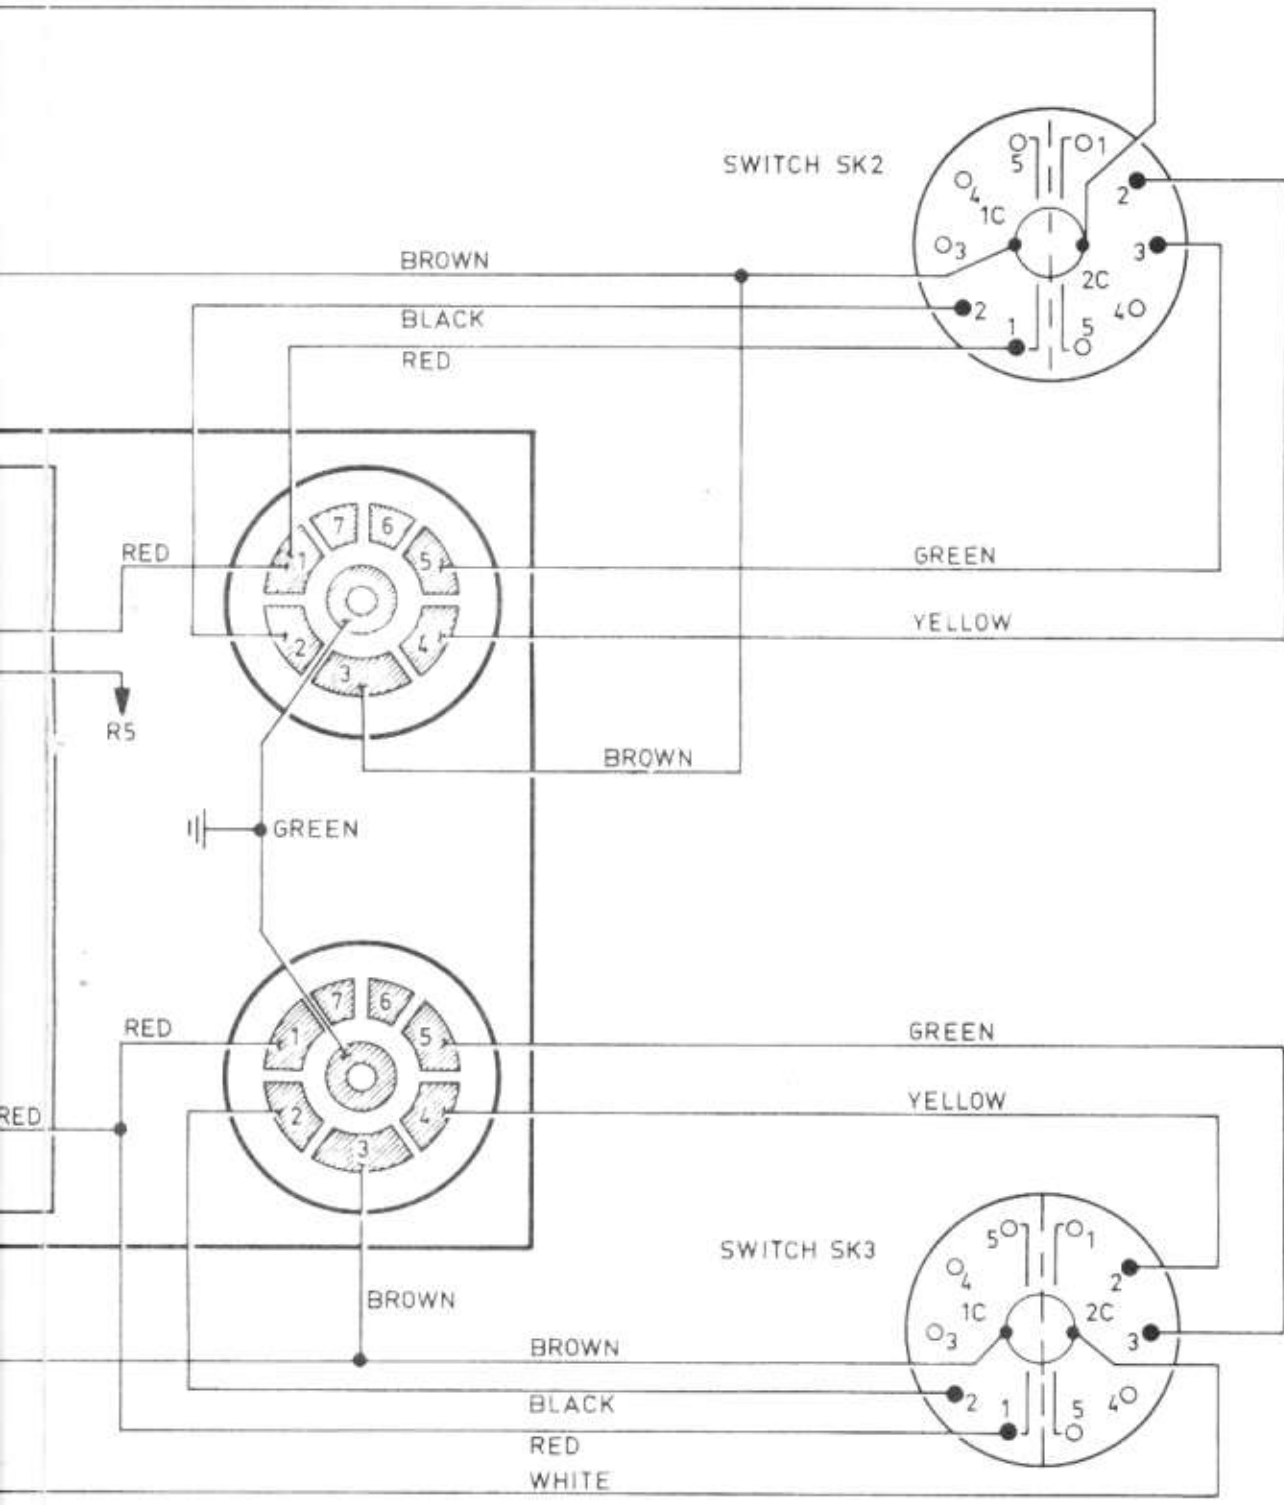 SWITCH SK2
5
1
4
2
1C
3
3
2C
2
4
1
5
BROWN
BLACK
RED
7
6
RED
1
5
GREEN
2
4
YELLOW
3
R5
BROWN
GREEN
7
6
RED
1
5
GREEN
RED
2
4
YELLOW
3
SWITCH SK3
5
1
4
2
1C
2C
3
3
2
4
1
5
BROWN
BROWN
BLACK
RED
WHITE